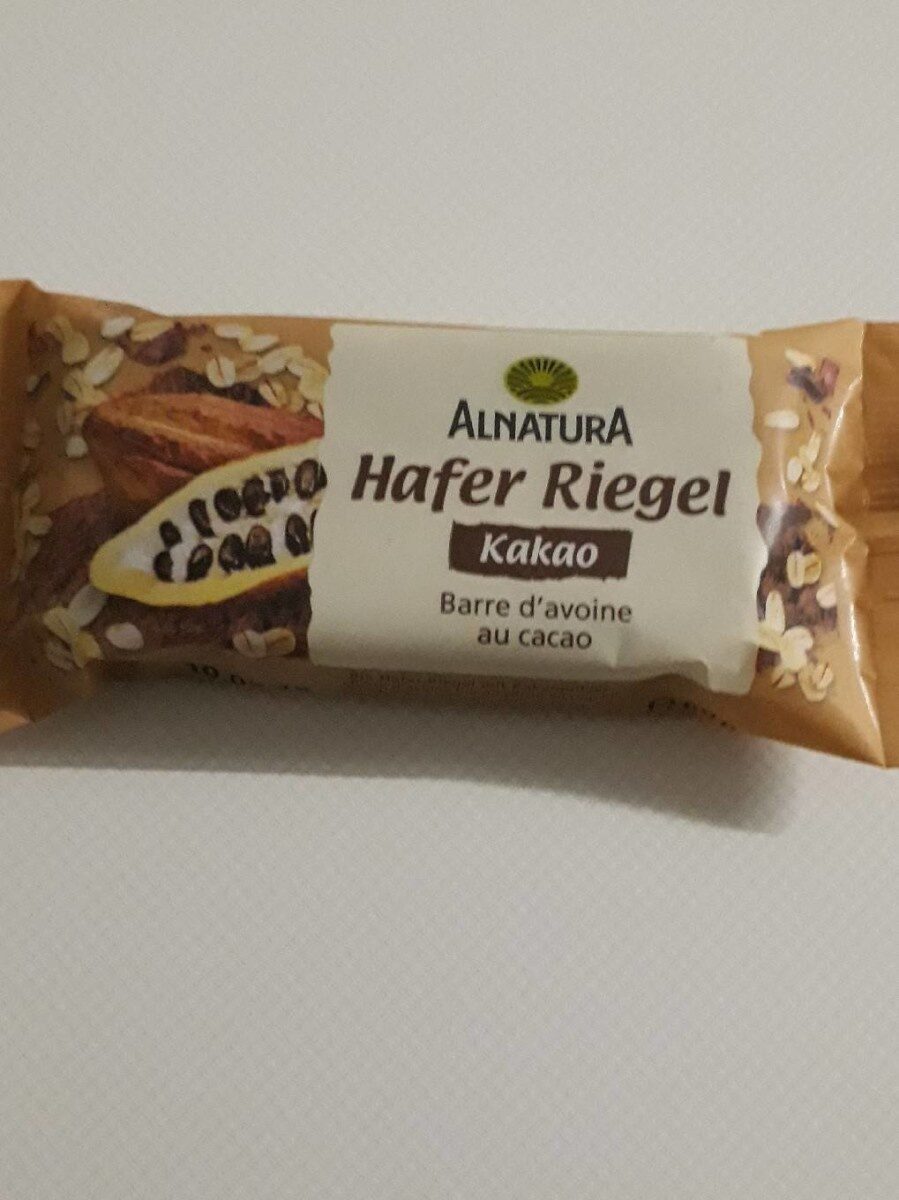 ALNATURA
Hafer Riegel
Kakao
Barre d'avoine
au cacao